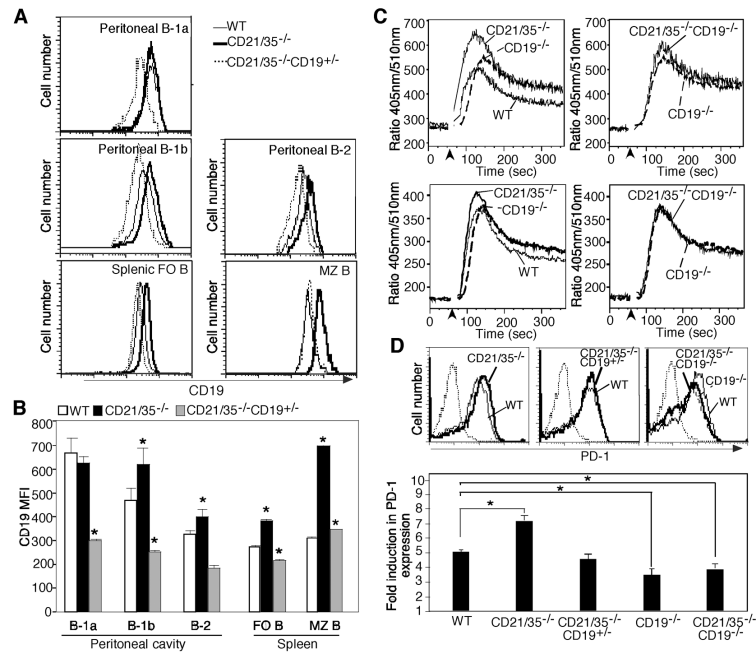 A
Peritoneal B-1a
WT
CD21/35-/-
CD21/35-/-CD19+/-
Cell number
Peritoneal B-1b
Peritoneal B-2
Cell number
Cell number
Splenic FO B
MZ B
Cell number
Cell number
CD19
B
WT CD21/35-/- CD21/35-/-CD19+/-
CD19 MFI
800
700
600
500
400
300
200
100
0
* * * * * * *
B-1a B-1b B-2 FO B MZ B
Peritoneal cavity Spleen
C
Ratio 405nm/510nm
700
600
500
400
300
200
CD21/35-/-
CD19-/-
WT
0 100 200 300
Time (sec)
700
600
500
400
300
200
CD21/35-/-CD19-/-
CD19-/-
0 100 200 300
Time (sec)
Ratio 405nm/510nm
400
350
300
250
200
150
CD21/35-/-
-CD19-/-
WT
0 100 200 300
Time (sec)
400
350
300
250
200
150
CD21/35-/-CD19-/-
CD19-/-
0 100 200 300
Time (sec)
D
Cell number
CD21/35-/-
WT
CD21/35-/-
CD19+/-
WT
CD21/35-/-
CD19-/-
CD19-/-
WT
PD-1
Fold induction in PD-1
expression
10
9
8
7
6
5
4
3
2
1
*
*
*
WT CD21/35-/- CD21/35-/- CD19-/- CD21/35-/-
CD19+/- CD19-/-